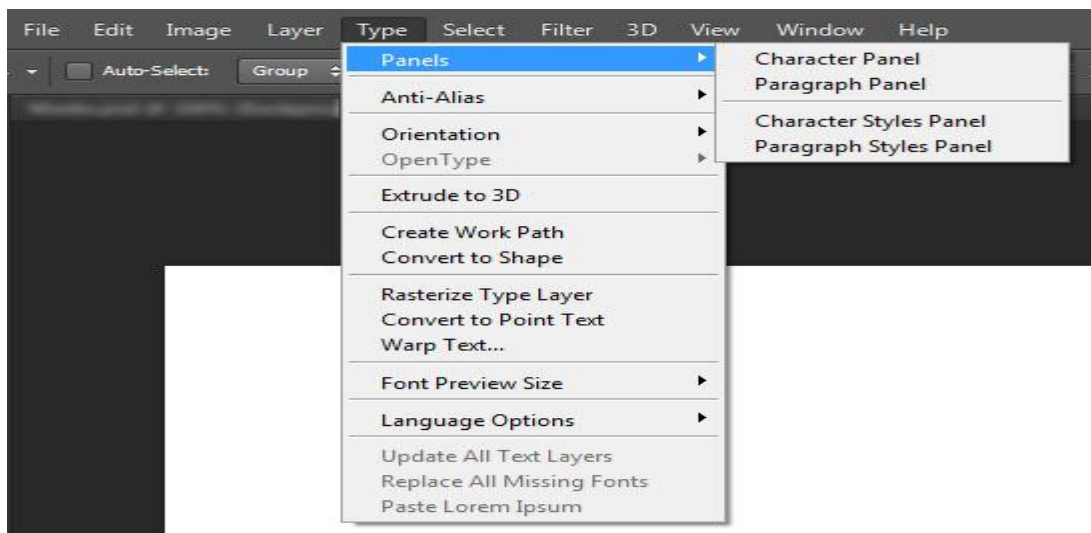 File Edit Image Layer Type Select Filter 3D View Window Help
Auto-Select: Group
Panels
Character Panel
Paragraph Panel
Character Styles Panel
Paragraph Styles Panel
Anti-Alias
Orientation
OpenType
Extrude to 3D
Create Work Path
Convert to Shape
Rasterize Type Layer
Convert to Point Text
Warp Text...
Font Preview Size
Language Options
Update All Text Layers
Replace All Missing Fonts
Paste Lorem Ipsum